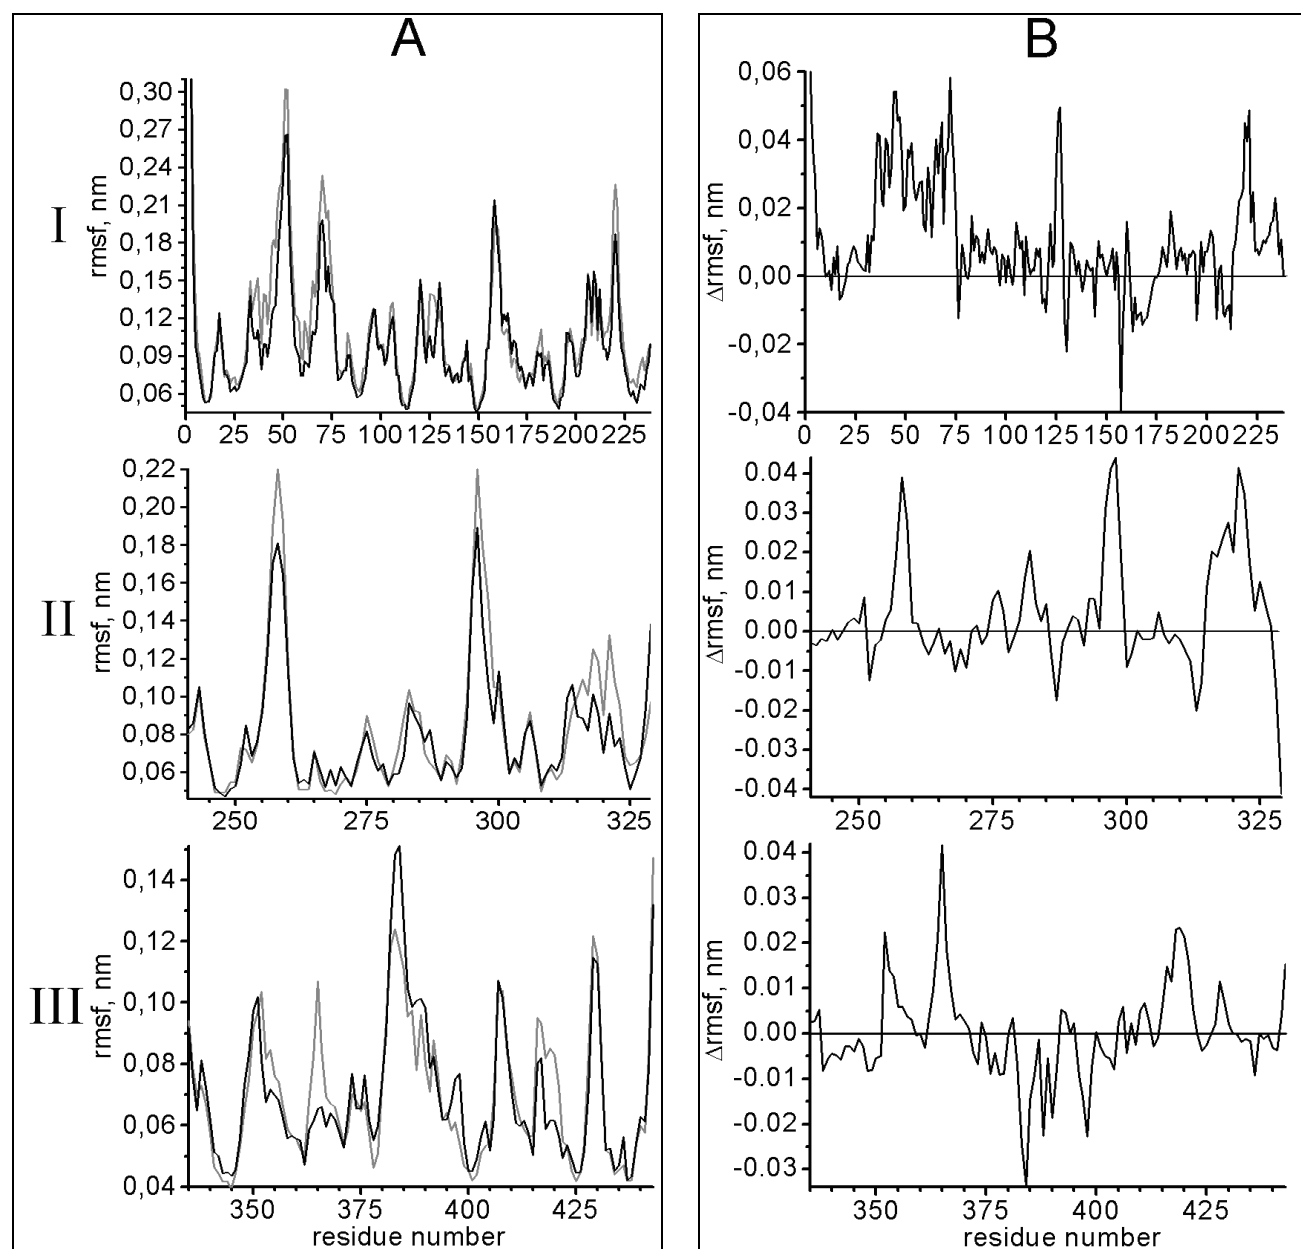 A
B
I
rmsf, nm
0,30
0,27
0,24
0,21
0,18
0,15
0,12
0,09
0,06
0 25 50 75 100 125 150 175 200 225
Δrmsf, nm
0,06
0,04
0,02
0,00
-0,02
-0,04
0 25 50 75 100 125 150 175 200 225
II
rmsf, nm
0,22
0,20
0,18
0,16
0,14
0,12
0,10
0,08
0,06
250 275 300 325
Δrmsf, nm
0.04
0.03
0.02
0.01
0.00
-0.01
-0.02
-0.03
-0.04
250 275 300 325
III
rmsf, nm
0,14
0,12
0,10
0,08
0,06
0,04
350 375 400 425
residue number
Δrmsf, nm
0.04
0.03
0.02
0.01
0.00
-0.01
-0.02
-0.03
350 375 400 425
residue number